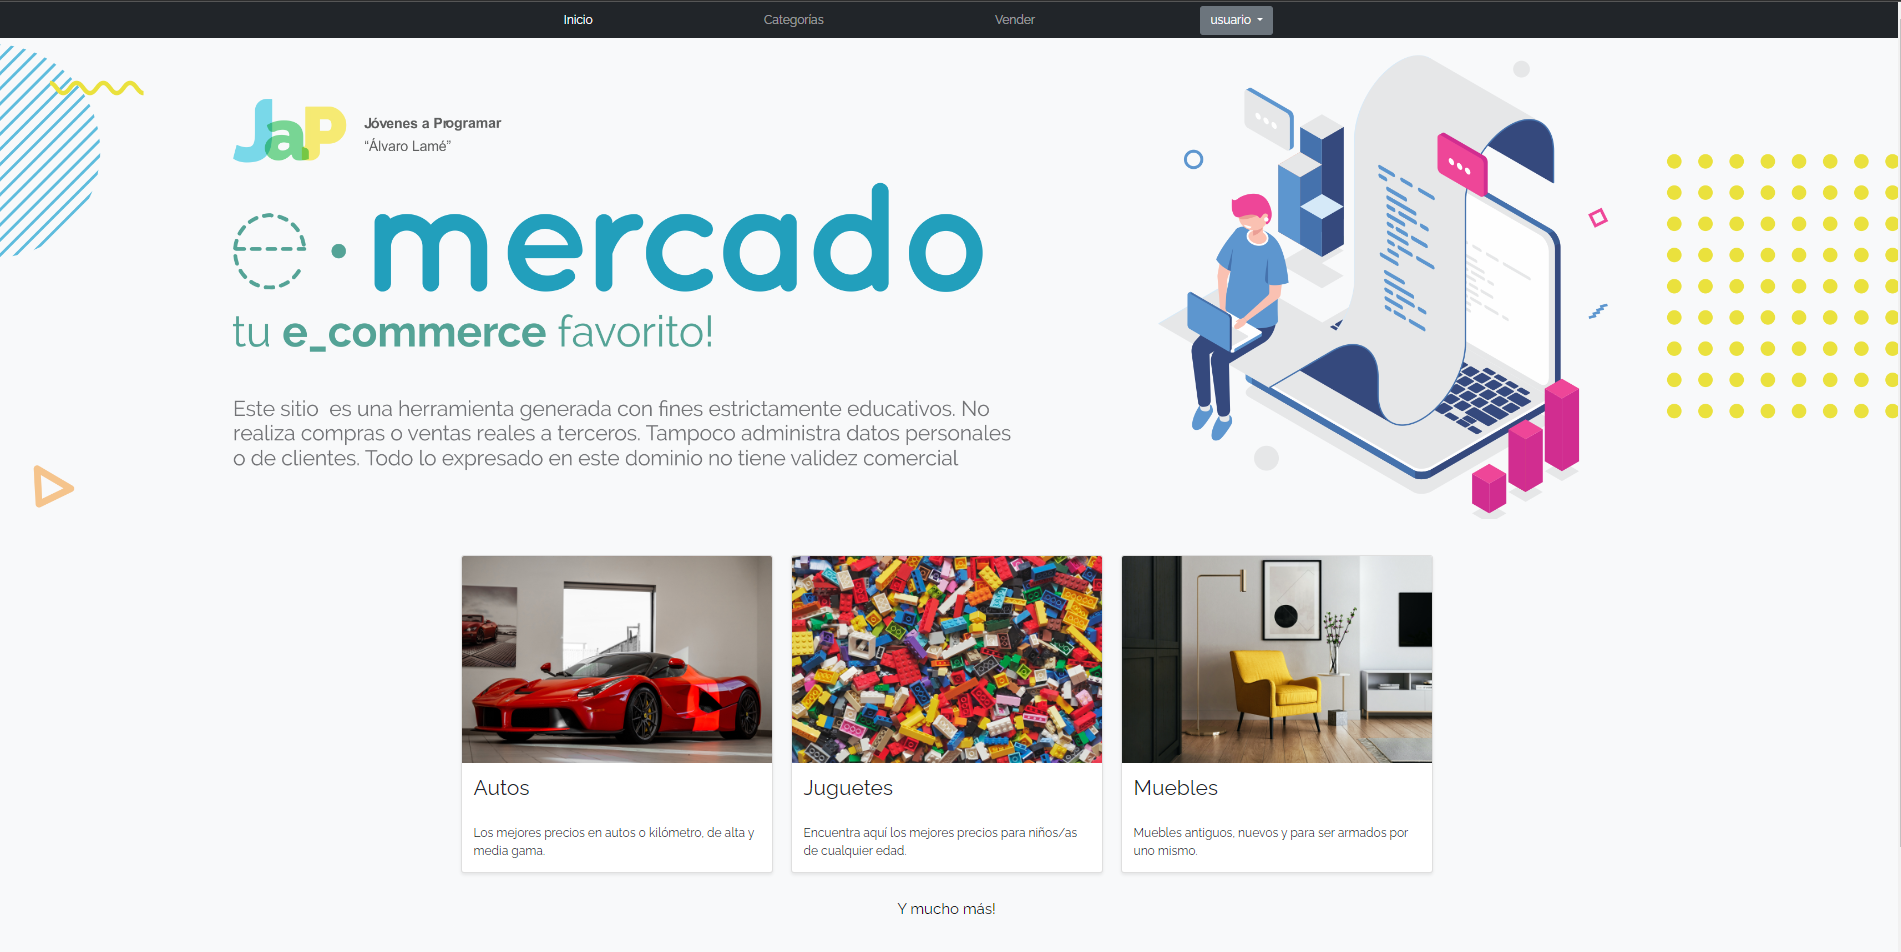 Inicio
Categorías
Vender
usuario
JaP
Jóvenes a Programar
“Álvaro Lamé”
e · mercado
tu e_commerce favorito!
Este sitio  es una herramienta generada con fines estrictamente educativos. No
realiza compras o ventas reales a terceros. Tampoco administra datos personales
o de clientes. Todo lo expresado en este dominio no tiene validez comercial
Autos
Los mejores precios en autos 0 kilómetro, de alta y
media gama.
Juguetes
Encuentra aquí los mejores precios para niños/as
de cualquier edad.
Muebles
Muebles antiguos, nuevos y para ser armados por
uno mismo.
Y mucho más!